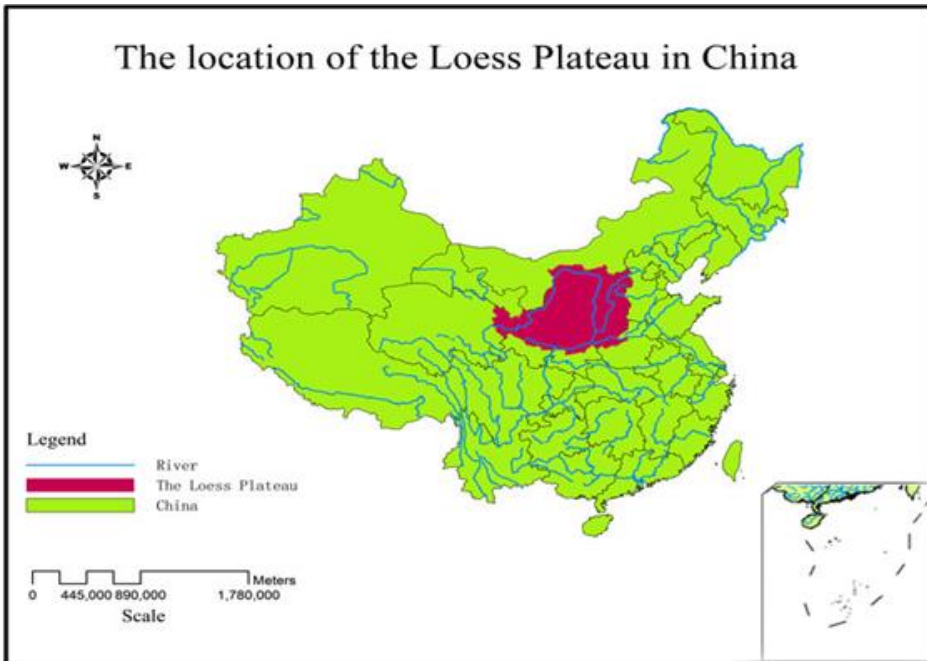 The location of the Loess Plateau in China
N
W E
S
Legend
River
The Loess Plateau
China
Meters
0 445,000 890,000 1,780,000
Scale